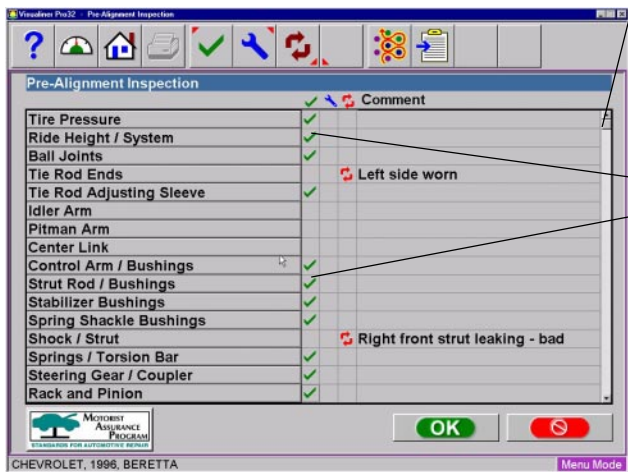 Visualiner Pro32 - Pre-Alignment Inspection
?
Pre-Alignment Inspection
Comment
Tire Pressure
Ride Height / System
Ball Joints
Tie Rod Ends Left side worn
Tie Rod Adjusting Sleeve
Idler Arm
Pitman Arm
Center Link
Control Arm / Bushings
Strut Rod / Bushings
Stabilizer Bushings
Spring Shackle Bushings
Shock / Strut Right front strut leaking - bad
Springs / Torsion Bar
Steering Gear / Coupler
Rack and Pinion
MOTORIST
ASSURANCE
PROGRAM
STANDARDS FOR AUTOMOTIVE REPAIR
OK
CHEVROLET, 1996, BERETTA Menu Mode